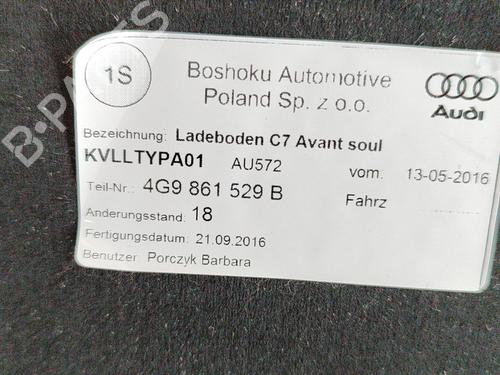 1S
Boshoku Automotive
Poland Sp. z o.o.
Audi
Bezeichnung: Ladeboden C7 Avant soul
KVLLTYPA01 AU572 vom: 13-05-2016
Teil-Nr.: 4G9 861 529 B Fahrz
Änderungsstand: 18
Fertigungsdatum: 21.09.2016
Benutzer Porczyk Barbara
B-PARTS